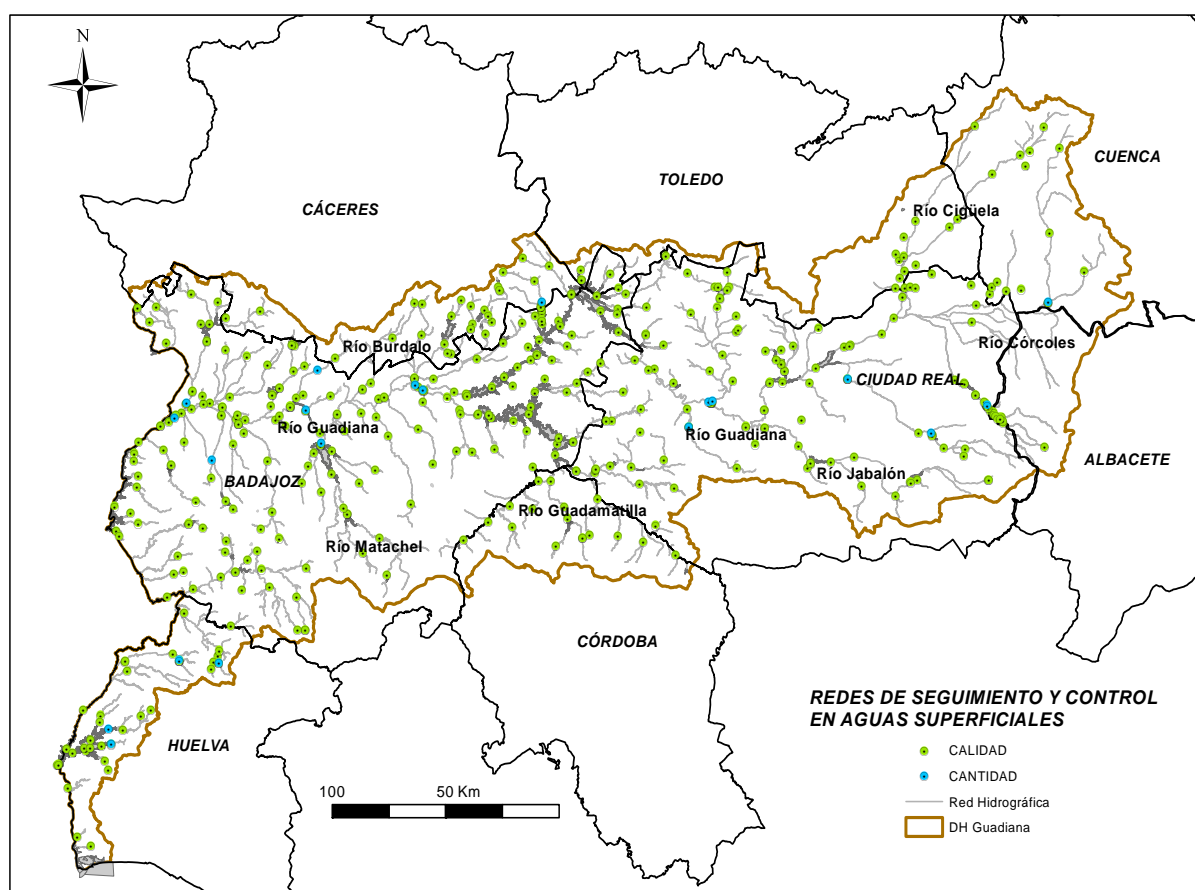 N
CUENCA
TOLEDO
CÁCERES
Río Cigüela
Río Burdalo
Río Córcoles
CIUDAD REAL
Río Guadiana
Río Guadiana
ALBACETE
BADAJOZ
Río Jabalón
Río Guadamatilla
Río Matachel
CÓRDOBA
HUELVA
REDES DE SEGUIMIENTO Y CONTROL
EN AGUAS SUPERFICIALES
CALIDAD
CANTIDAD
Red Hidrográfica
DH Guadiana
100 50 Km